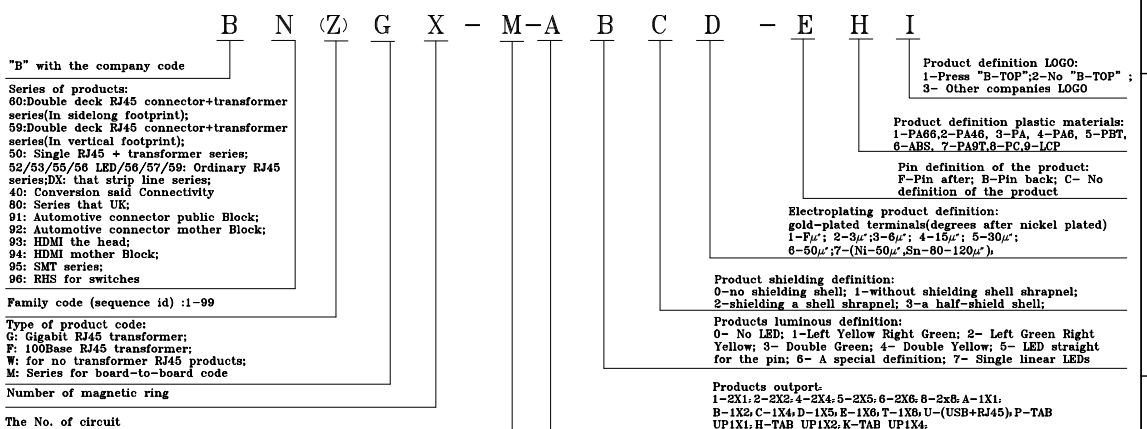 B N (Z) G X - M-A B C D - E H I
"B" with the company code
Series of products:
60:Double deck RJ45 connector+transformer
series(In sidelong footprint);
59:Double deck RJ45 connector+transformer
series(In vertical footprint);
50: Single RJ45 + transformer series;
52/53/55/56 LED/56/57/59: Ordinary RJ45
series;DX: that strip line series;
40: Conversion said Connectivity
80: Series that UK;
91: Automotive connector public Block;
92: Automotive connector mother Block;
93: HDMI the head;
94: HDMI mother Block;
95: SMT series;
96: RHS for switches
Family code (sequence id) :1-99
Type of product code:
G: Gigabit RJ45 transformer;
F: 100Base RJ45 transformer;
W: for no transformer RJ45 products;
M: Series for board-to-board code
Number of magnetic ring
The No. of circuit
Product definition LOGO:
1-Press "B-TOP";2-No "B-TOP" ;
3- Other companies LOGO
Product definition plastic materials:
1-PA66,2-PA46, 3-PA, 4-PA6, 5-PBT,
6-ABS, 7-PA9T,8-PC,9-LCP
Pin definition of the product:
F-Pin after; B-Pin back; C- No
definition of the product
Electroplating product definition:
gold-plated terminals(degrees after nickel plated)
1-Fμ"; 2-3μ";3-6μ"; 4-15μ"; 5-30μ";
6-50μ";7-(Ni-50μ",Sn-80-120μ");
Product shielding definition:
0-no shielding shell; 1-without shielding shell shrapnel;
2-shielding a shell shrapnel; 3-a half-shield shell;
Products luminous definition:
0- No LED; 1-Left Yellow Right Green; 2- Left Green Right
Yellow; 3- Double Green; 4- Double Yellow; 5- LED straight
for the pin; 6- A special definition; 7- Single linear LEDs
Products outport:
1-2X1; 2-2X2; 4-2X4; 5-2X5; 6-2X6; 8-2x8; A-1X1;
B-1X2; C-1X4; D-1X5; E-1X6; T-1X8; U-(USB+RJ45); P-TAB
UP1X1; H-TAB UP1X2; K-TAB UP1X4;